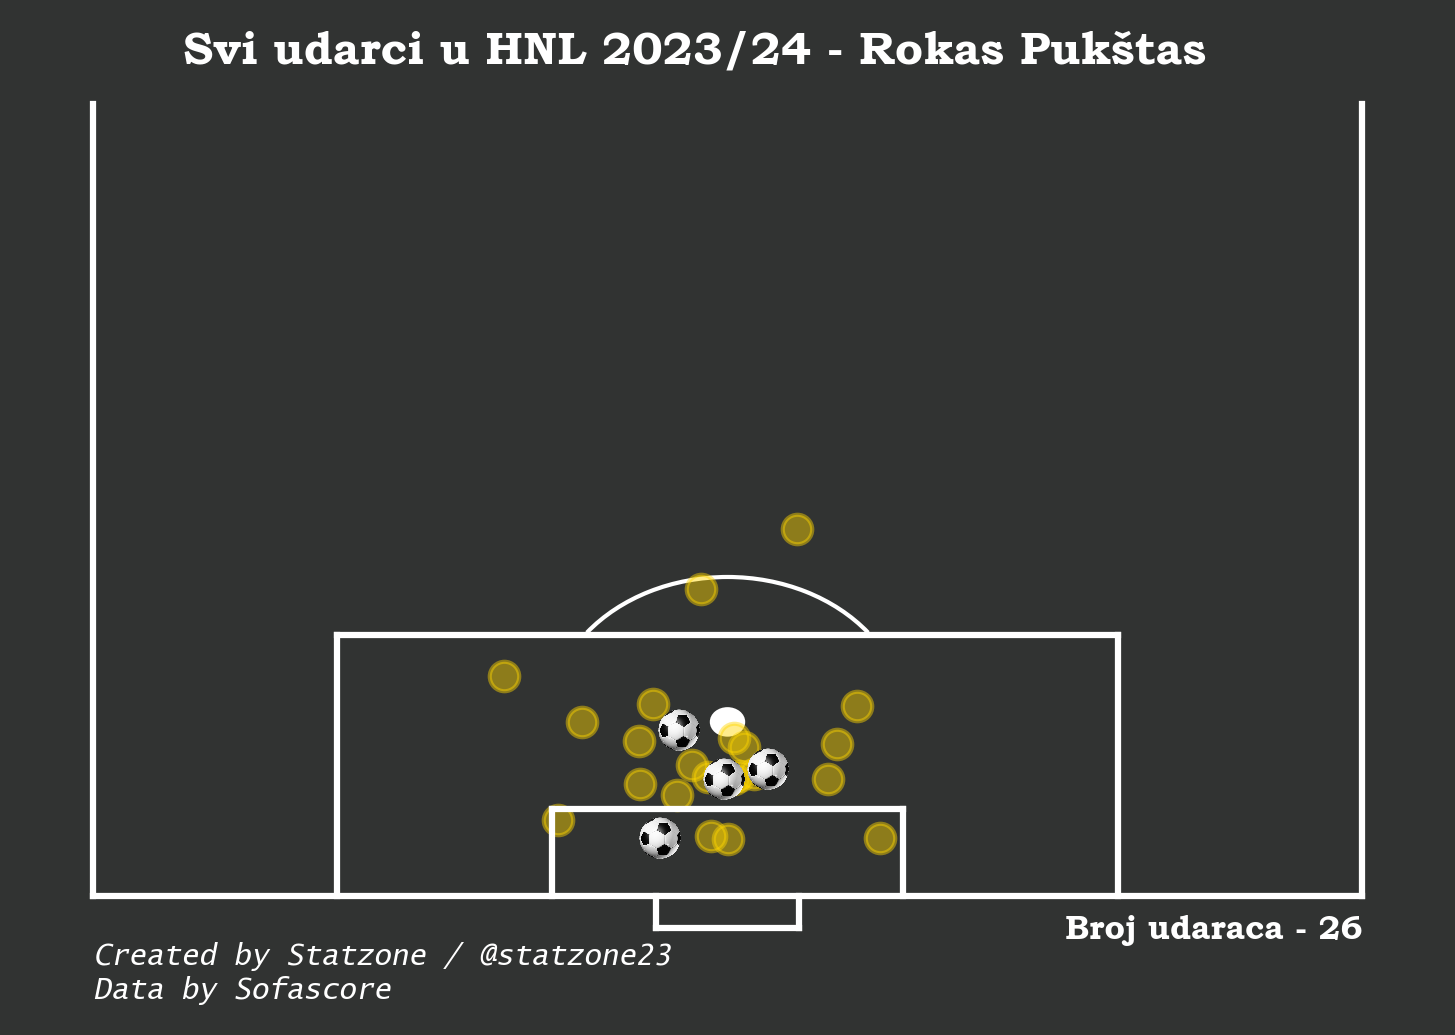 Svi udarci u HNL 2023/24 - Rokas Pukštas
Broj udaraca - 26
Created by Statzone / @statzone23
Data by Sofascore